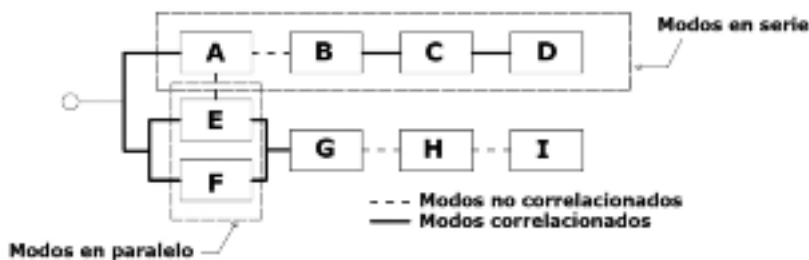 Modos en serie
A B C D
E
F
G H I
Modos no correlacionados
Modos correlacionados
Modos en paralelo